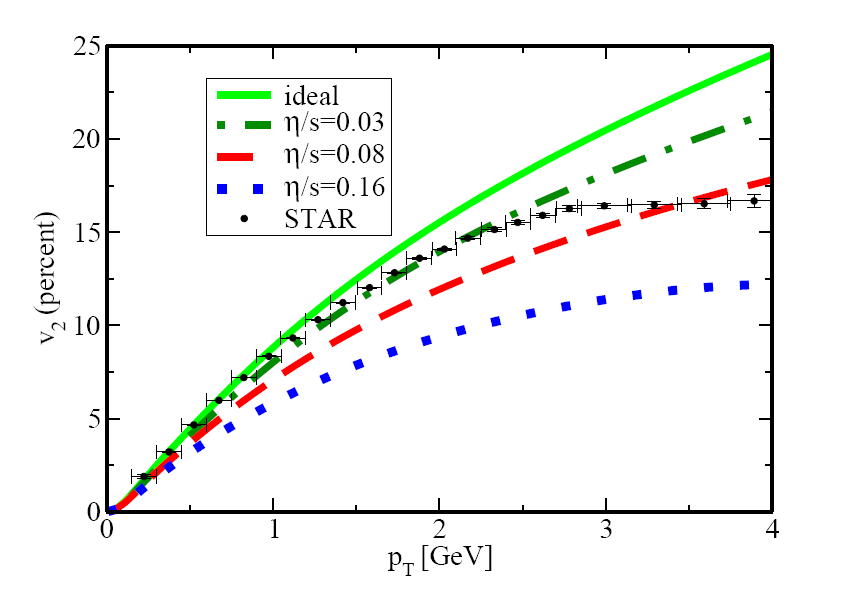 25
20
15
10
5
0
v2 (percent)
ideal
η/s=0.03
η/s=0.08
η/s=0.16
STAR
0 1 2 3 4
pT [GeV]